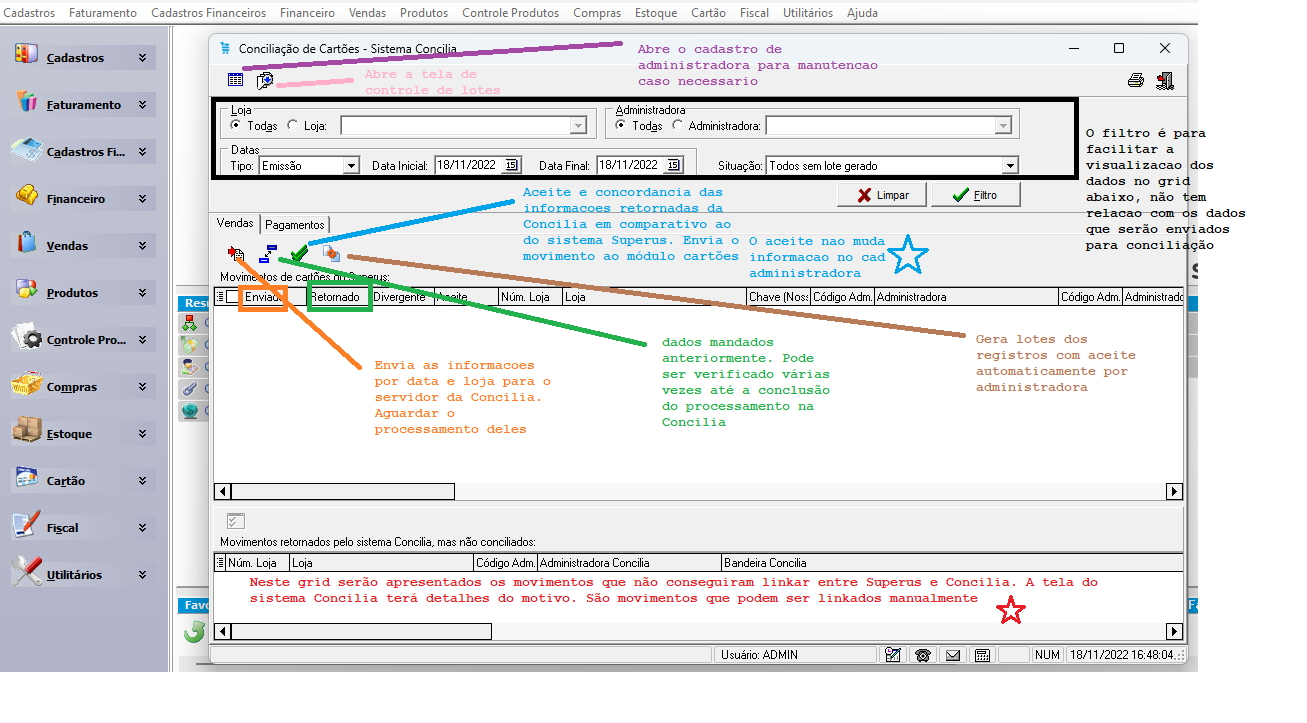 Cadastros Faturamento Cadastros Financeiros Financeiro Vendas Produtos Controle Produtos Compras Estoque Cartão Fiscal Utilitários Ajuda
Cadastros
Faturamento
Cadastros Fi...
Financeiro
Vendas
Produtos
Controle Pro...
Compras
Estoque
Cartão
Fiscal
Utilitários
Conciliação de Cartões - Sistema Concilia
Abre o cadastro de
administradora para manutencao
caso necessario
Abre a tela de
controle de lotes
Loja
Todas Loja:
Administradora
Todas Administradora:
Datas
Tipo: Emissão Data Inicial: 18/11/2022 15 Data Final: 18/11/2022 15 Situação: Todos sem lote gerado
O filtro é para
facilitar a
visualizacao dos
dados no grid
abaixo, não tem
relacao com os dados
que serão enviados
para conciliação
Limpar Filtro
Vendas Pagamentos
Aceite e concordancia das
informacoes retornadas da
Concilia em comparativo ao
do sistema Superus. Envia o
movimento ao módulo cartões
O aceite nao muda
informacao no cad
administradora
Movimentos de cartões do Superus:
Enviado Retornado Divergente Aceite Núm. Loja Loja Chave (Noss Código Adm. Administradora Código Adm. Administrado
Envia as informacoes
por data e loja para o
servidor da Concilia.
Aguardar o
processamento deles
dados mandados
anteriormente. Pode
ser verificado várias
vezes até a conclusão
do processamento na
Concilia
Gera lotes dos
registros com aceite
automaticamente por
administradora
Movimentos retornados pelo sistema Concilia, mas não conciliados:
Núm. Loja Loja Código Adm. Administradora Concilia Bandeira Concilia
Neste grid serão apresentados os movimentos que não conseguiram linkar entre Superus e Concilia. A tela do
sistema Concilia terá detalhes do motivo. São movimentos que podem ser linkados manualmente
Usuário: ADMIN NUM 18/11/2022 16:48:04
Resu
Favo